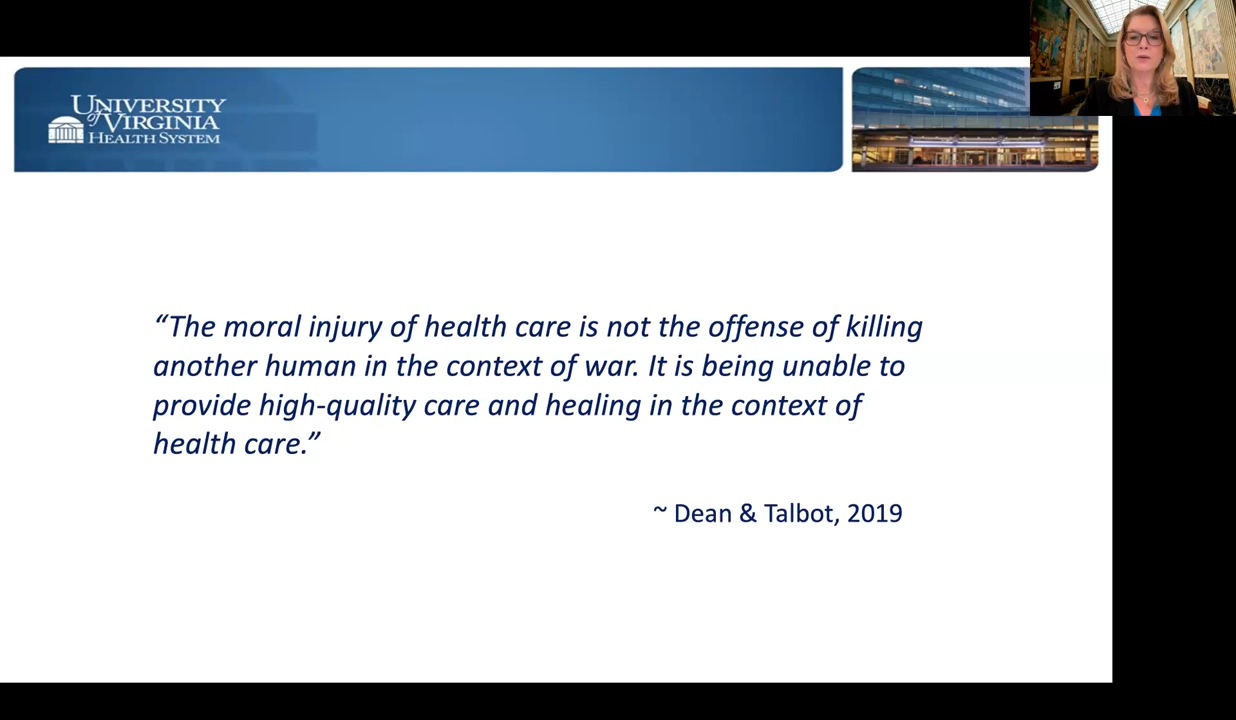 UNIVERSITY
of VIRGINIA
HEALTH SYSTEM
“The moral injury of health care is not the offense of killing
another human in the context of war. It is being unable to
provide high-quality care and healing in the context of
health care.”
~ Dean & Talbot, 2019